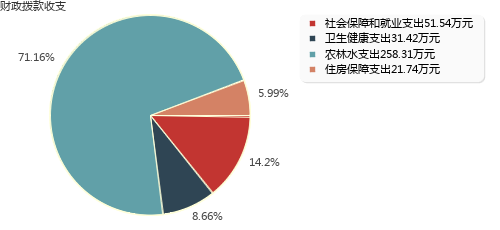 财政拨款收支
社会保障和就业支出51.54万元
卫生健康支出31.42万元
农林水支出258.31万元
住房保障支出21.74万元
71.16%
5.99%
14.2%
8.66%